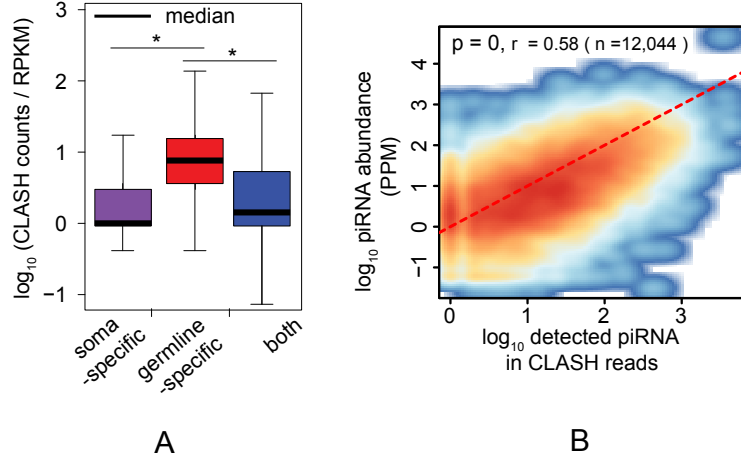 median
*
*
log₁₀ (CLASH counts / RPKM)
3
2
1
0
−1
soma
-specific
germline
-specific
both
A
B
p = 0, r = 0.58 ( n=12,044 )
log₁₀ piRNA abundance
(PPM)
4
3
2
1
0
−1
0
1
2
3
log₁₀ detected piRNA
in CLASH reads